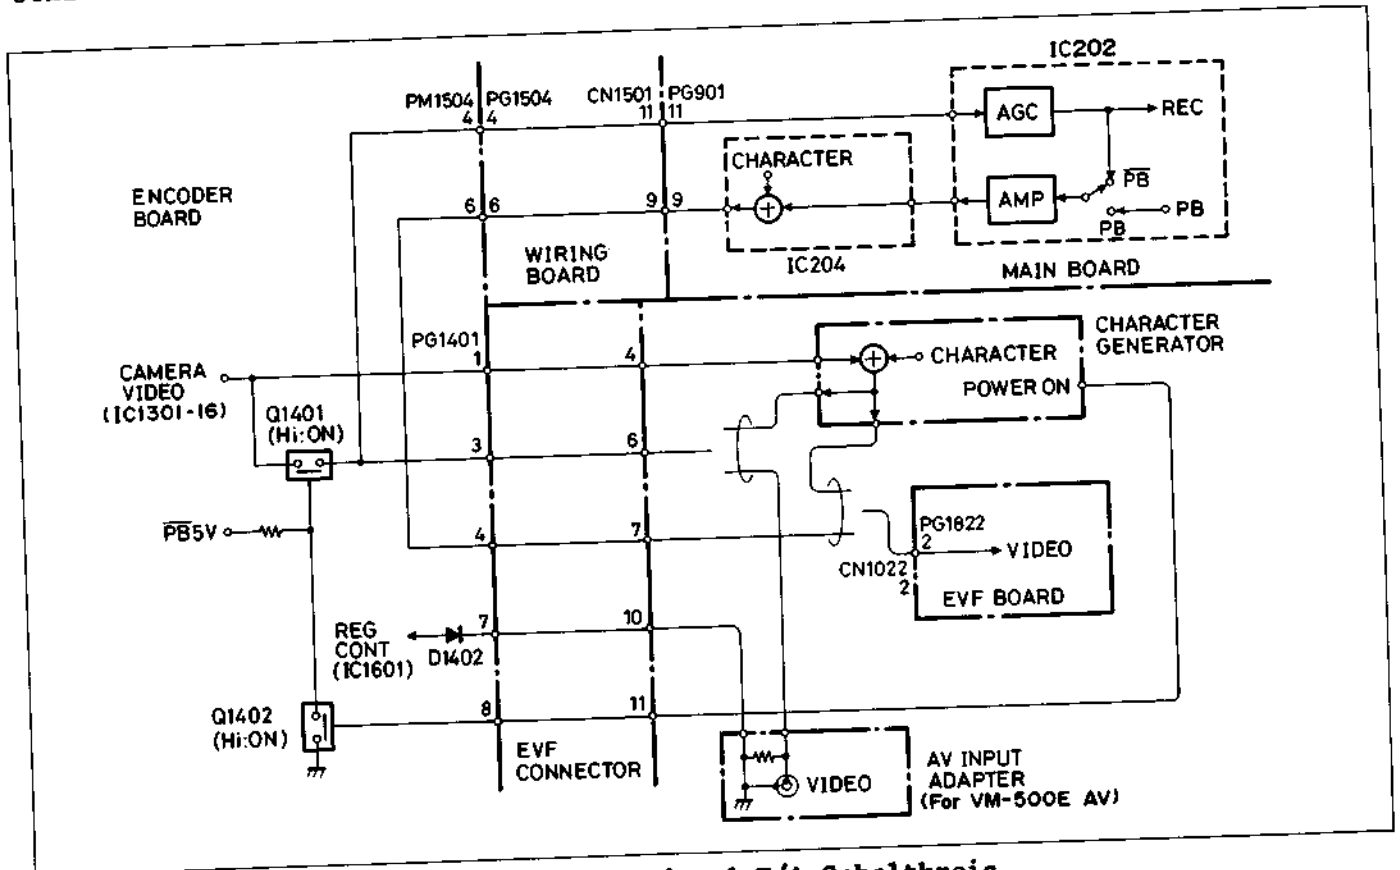 IC202
PM1504 PG1504
CN1501 PG901
4 4
11 11
AGC
REC
CHARACTER
PB
AMP
PB
PB
ENCODER
BOARD
6 6
9 9
WIRING
BOARD
IC204
MAIN BOARD
PG1401
1
4
CHARACTER
GENERATOR
CHARACTER
POWER ON
CAMERA
VIDEO
(IC1301-16)
Q1401
(Hi:ON)
3
6
PB5V
4
7
PG1822
2
VIDEO
CN1022
2
EVF BOARD
REG
CONT
(IC1601)
D1402
7
10
Q1402
(Hi:ON)
8
11
EVF
CONNECTOR
VIDEO
AV INPUT
ADAPTER
(For VM-500E AV)
Schaltkreis